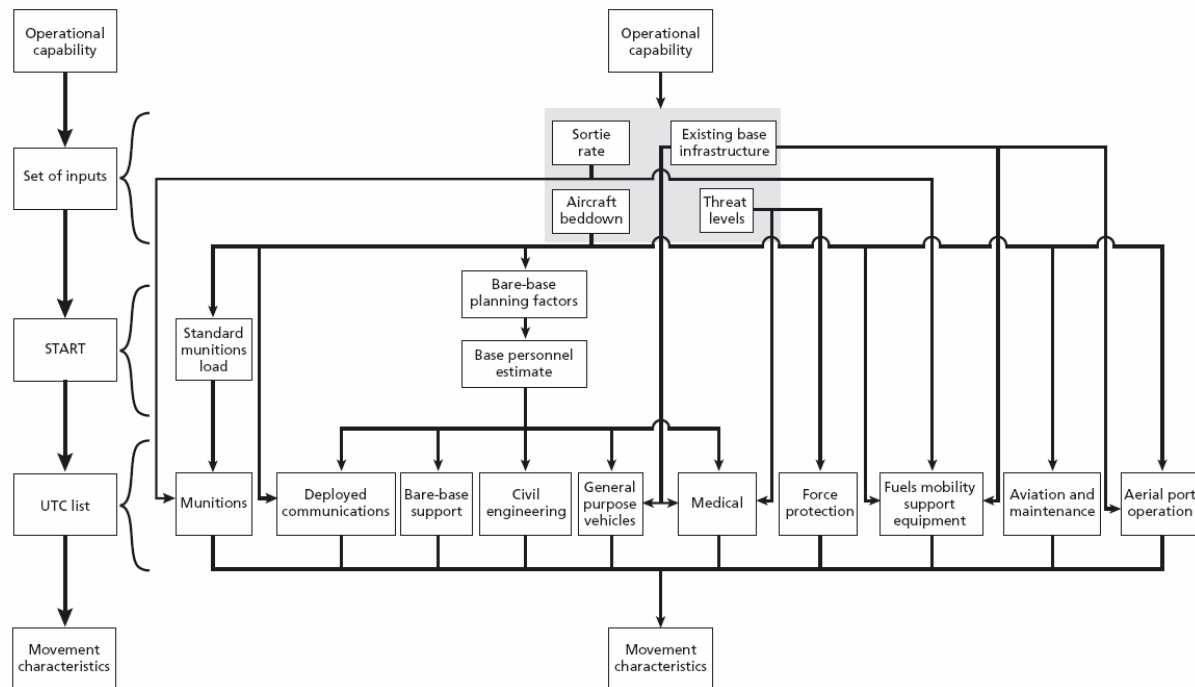 Operational
capability
Set of inputs
START
UTC list
Movement
characteristics
Operational
capability
Sortie
rate
Existing base
infrastructure
Aircraft
beddown
Threat
levels
Bare-base
planning factors
Standard
munitions
load
Base personnel
estimate
Munitions
Deployed
communications
Bare-base
support
Civil
engineering
General
purpose
vehicles
Medical
Force
protection
Fuels mobility
support
equipment
Aviation and
maintenance
Aerial port
operation
Movement
characteristics